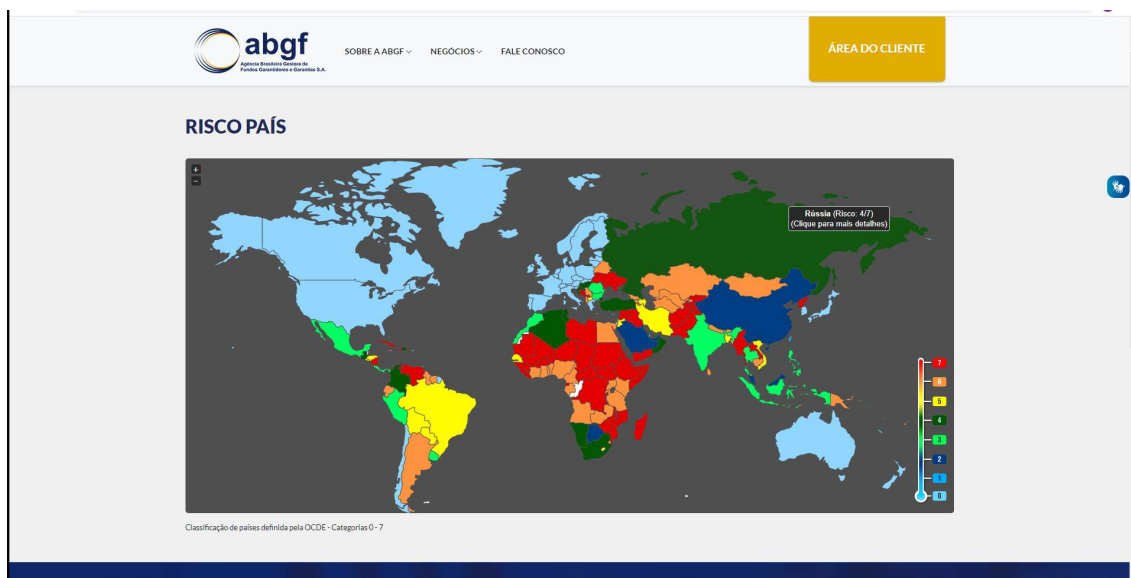 abgf
Agência Brasileira Gestora de
Fundos Garantidores e Garantias S.A.
SOBRE A ABGF
NEGÓCIOS
FALE CONOSCO
ÁREA DO CLIENTE
RISCO PAÍS
+
−
Rússia (Risco: 4/7)
(Clique para mais detalhes)
7
6
5
4
3
2
1
0
Classificação de países definida pela OCDE - Categorias 0 - 7